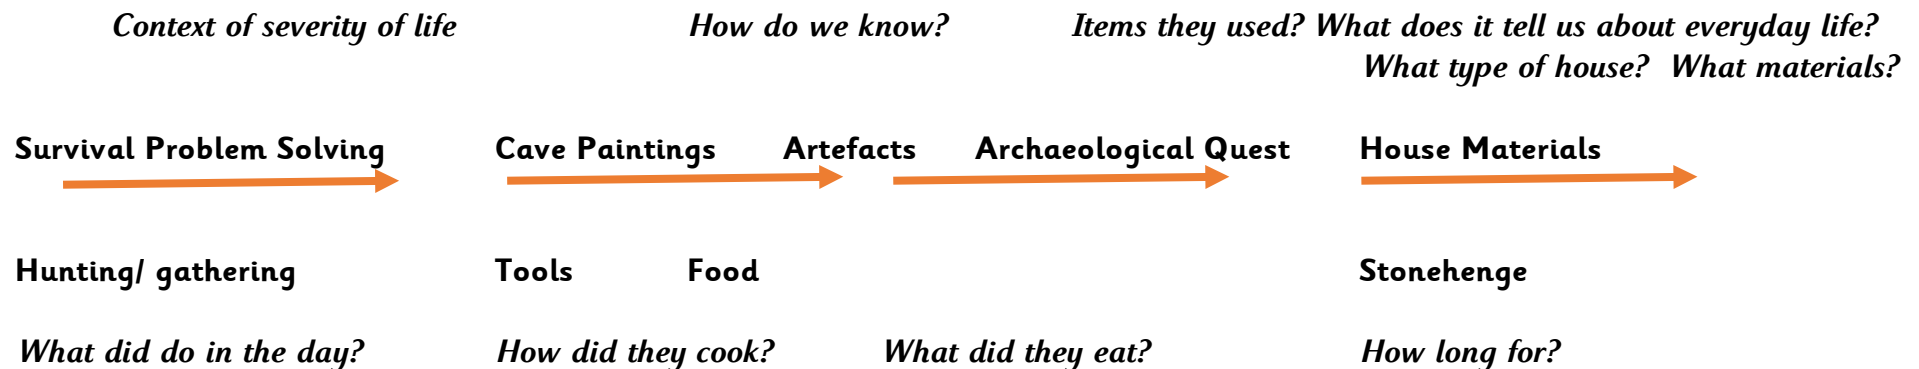 Context of severity of life How do we know? Items they used? What does it tell us about everyday life?
What type of house? What materials?
Survival Problem Solving Cave Paintings Artefacts Archaeological Quest House Materials
Hunting/ gathering Tools Food Stonehenge
What did do in the day? How did they cook? What did they eat? How long for?